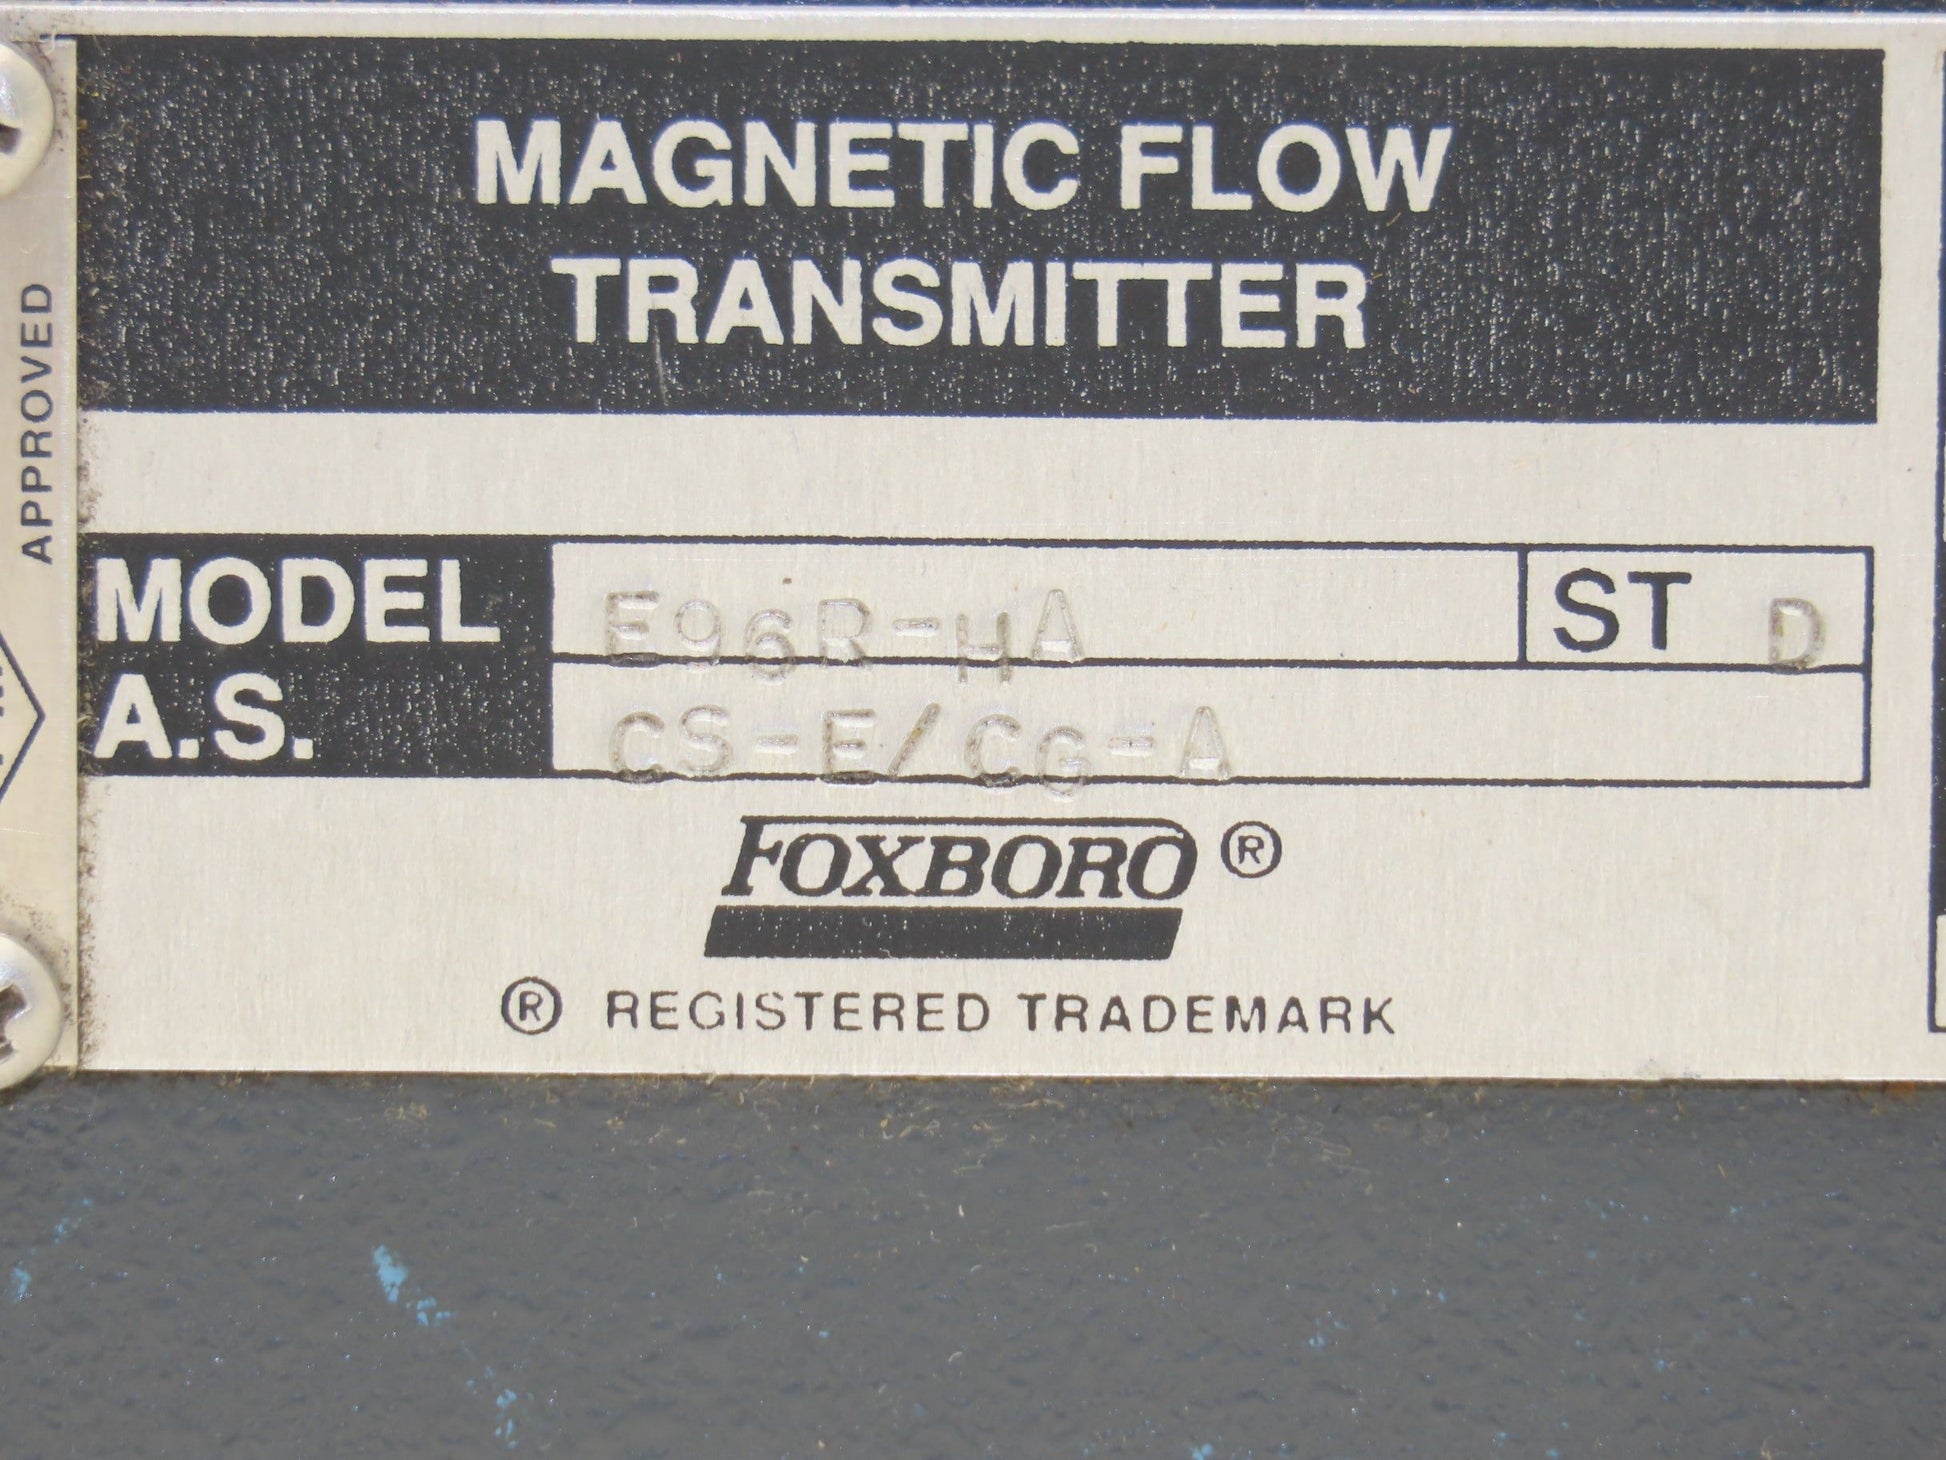 MAGNETIC FLOW
TRANSMITTER
APPROVED
MODEL E96R-HA ST D
A.S. CS-E/CG-A
FOXBORO ®
® REGISTERED TRADEMARK